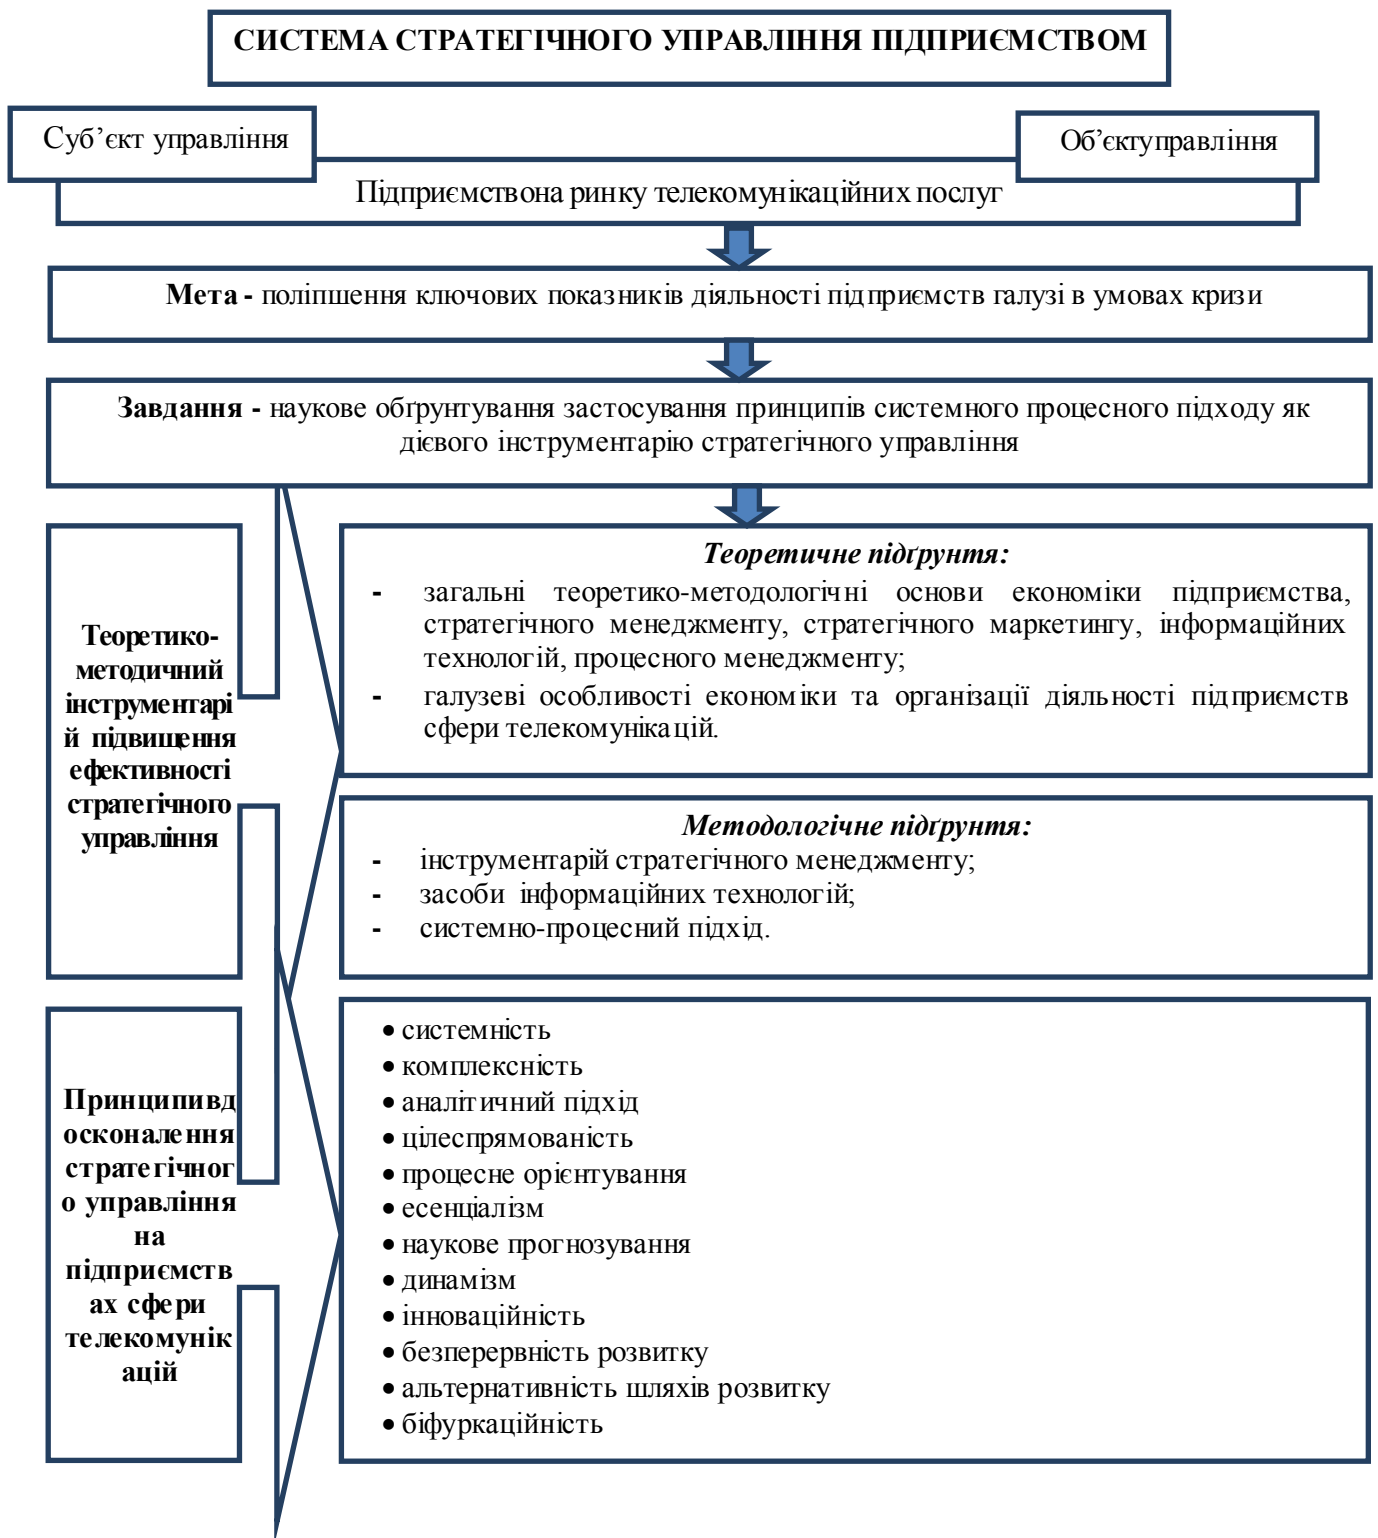 СИСТЕМА СТРАТЕГІЧНОГО УПРАВЛІННЯ ПІДПРИЄМСТВОМ
Суб’єкт управління
Об’єктуправління
Підприємствона ринку телекомунікаційних послуг
Мета - поліпшення ключових показників діяльності підприємств галузі в умовах кризи
Завдання - наукове обґрунтування застосування принципів системного процесного підходу як
дієвого інструментарію стратегічного управління
Теоретико-
методичний
інструментарі
й підвищення
ефективності
стратегічного
управління
Теоретичне підґрунтя:
- загальні теоретико-методологічні основи економіки підприємства,
стратегічного менеджменту, стратегічного маркетингу, інформаційних
технологій, процесного менеджменту;
- галузеві особливості економіки та організації діяльності підприємств
сфери телекомунікацій.
Методологічне підґрунтя:
- інструментарій стратегічного менеджменту;
- засоби інформаційних технологій;
- системно-процесний підхід.
Принципивд
осконалення
стратегічног
о управління
на
підприємств
ах сфери
телекомунік
ацій
• системність
• комплексність
• аналітичний підхід
• цілеспрямованість
• процесне орієнтування
• есенціалізм
• наукове прогнозування
• динамізм
• інноваційність
• безперервність розвитку
• альтернативність шляхів розвитку
• біфуркаційність